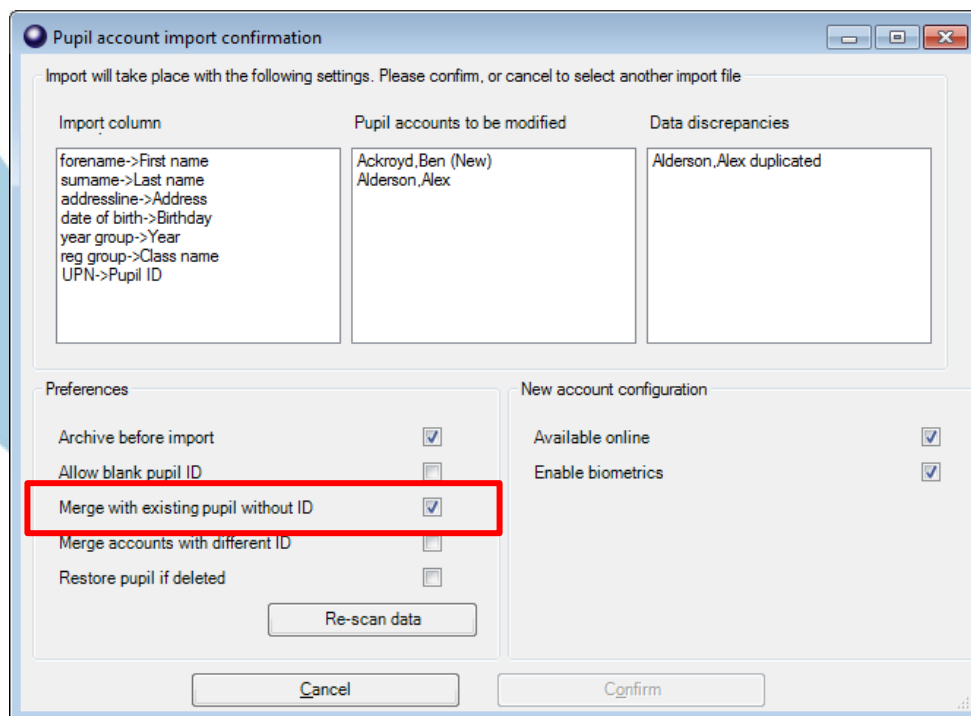 Pupil account import confirmation
Import will take place with the following settings. Please confirm, or cancel to select another import file
Import column
Pupil accounts to be modified
Data discrepancies
forename->First name
surname->Last name
addressline->Address
date of birth->Birthday
year group->Year
reg group->Class name
UPN->Pupil ID
Ackroyd,Ben (New)
Alderson,Alex
Alderson,Alex duplicated
Preferences
Archive before import
Allow blank pupil ID
Merge with existing pupil without ID
Merge accounts with different ID
Restore pupil if deleted
Re-scan data
New account configuration
Available online
Enable biometrics
Cancel
Confirm